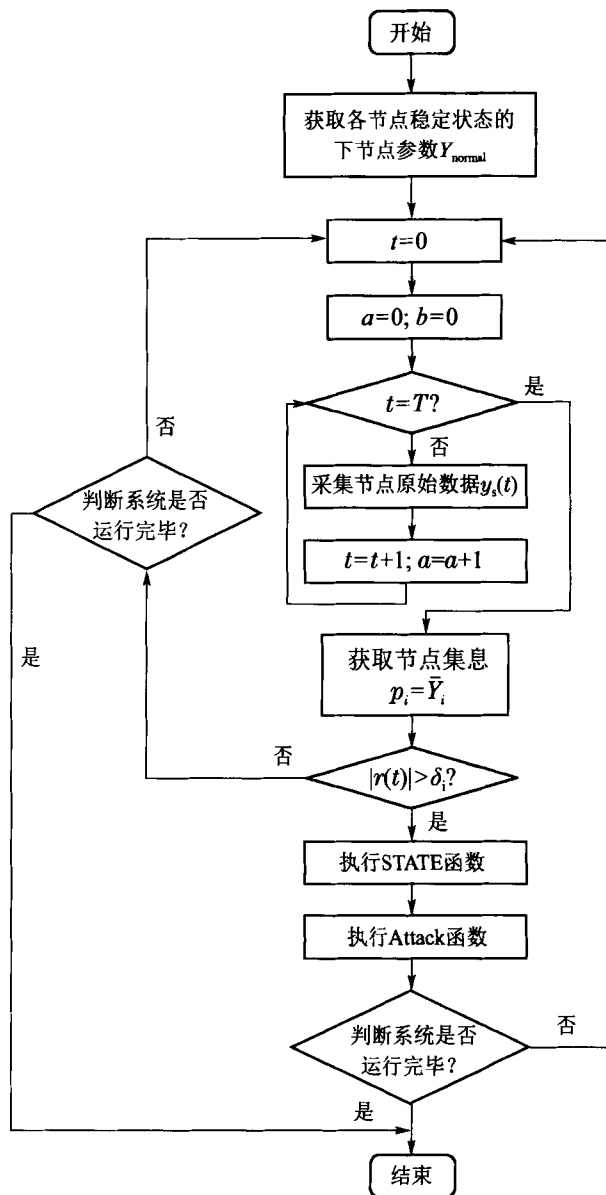 开始
获取各节点稳定状态的
下节点参数Y_normal
t=0
a=0; b=0
t=T?
是
否
采集节点原始数据y_s(t)
t=t+1; a=a+1
否
判断系统是否
运行完毕?
是
获取节点集息
p_i=Ȳ_i
否
|r(t)|>δ_i?
是
执行STATE函数
执行Attack函数
判断系统是否
运行完毕?
否
是
结束